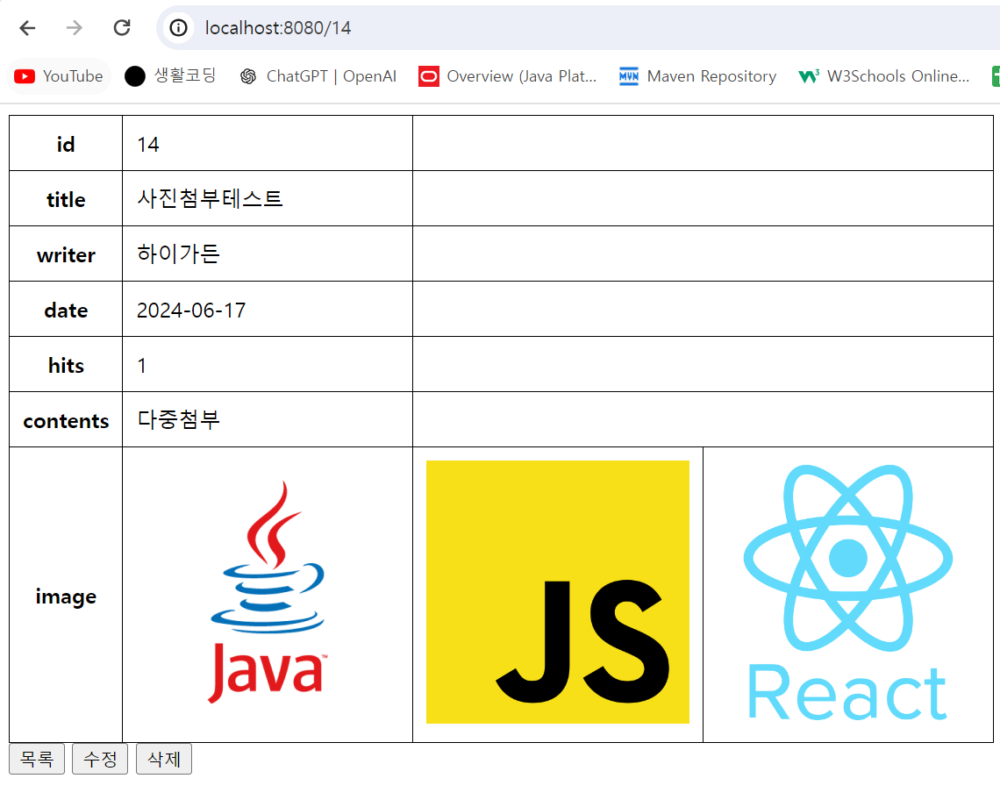 localhost:8080/14
YouTube 생활코딩 ChatGPT | OpenAI Overview (Java Plat... Maven Repository W3Schools Online...
id 14
title 사진첨부테스트
writer 하이가든
date 2024-06-17
hits 1
contents 다중첨부
image Java™ JS React
목록 수정 삭제